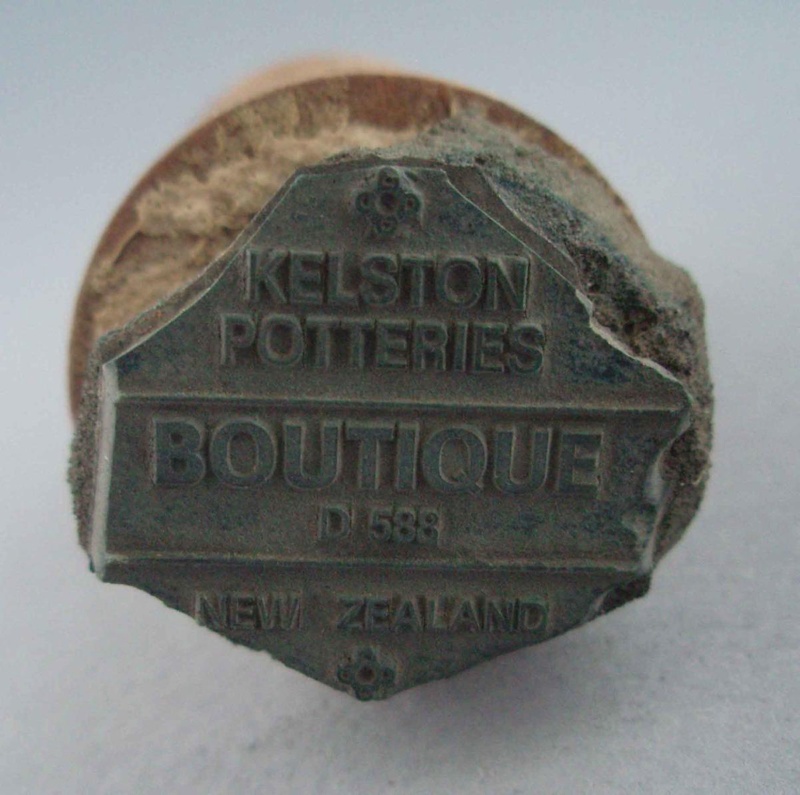 KELSTON
POTTERIES
BOUTIQUE
D 588
NEW ZEALAND